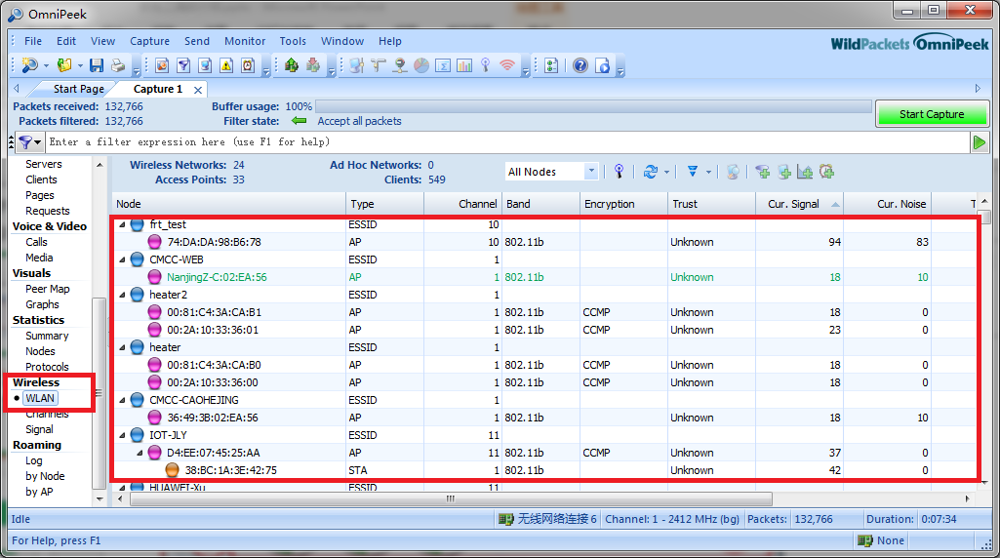 OmniPeek
File Edit View Capture Send Monitor Tools Window Help
WildPackets OmniPeek
Start Page Capture 1
Packets received: 132,766 Buffer usage: 100%
Packets filtered: 132,766 Filter state: Accept all packets
Start Capture
Enter a filter expression here (use F1 for help)
Servers
Clients
Pages
Requests
Voice & Video
Calls
Media
Visuals
Peer Map
Graphs
Statistics
Summary
Nodes
Protocols
Wireless
WLAN
Channels
Signal
Roaming
Log
by Node
by AP
Wireless Networks: 24 Ad Hoc Networks: 0
Access Points: 33 Clients: 549
All Nodes
Node Type Channel Band Encryption Trust Cur. Signal Cur. Noise T
frt_test ESSID 10
74:DA:DA:98:B6:78 AP 10 802.11b Unknown 94 83
CMCC-WEB ESSID 1
NanjingZ-C:02:EA:56 AP 1 802.11b Unknown 18 10
heater2 ESSID 1
00:81:C4:3A:CA:B1 AP 1 802.11b CCMP Unknown 18 0
00:2A:10:33:36:01 AP 1 802.11b CCMP Unknown 23 0
heater ESSID 1
00:81:C4:3A:CA:B0 AP 1 802.11b CCMP Unknown 18 0
00:2A:10:33:36:00 AP 1 802.11b CCMP Unknown 18 0
CMCC-CAOHEJING ESSID 1
36:49:3B:02:EA:56 AP 1 802.11b Unknown 18 10
IOT-JLY ESSID 11
D4:EE:07:45:25:AA AP 11 802.11b CCMP Unknown 37 0
38:BC:1A:3E:42:75 STA 1 802.11b Unknown 42 0
HUAWEI-Xu ESSID 11
Idle 无线网络连接 6 Channel: 1 - 2412 MHz (bg) Packets: 132,766 Duration: 0:07:34
For Help, press F1 None